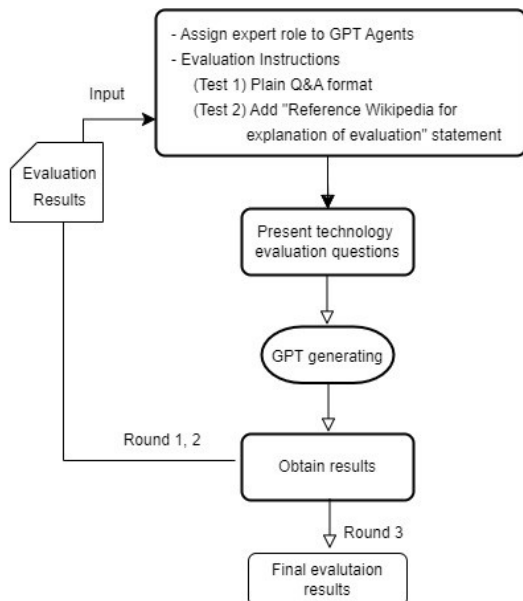 - Assign expert role to GPT Agents
- Evaluation Instructions
(Test 1) Plain Q&A format
(Test 2) Add "Reference Wikipedia for
explanation of evaluation" statement
Input
Evaluation
Results
Present technology
evaluation questions
GPT generating
Round 1, 2
Obtain results
Round 3
Final evalutaion
results